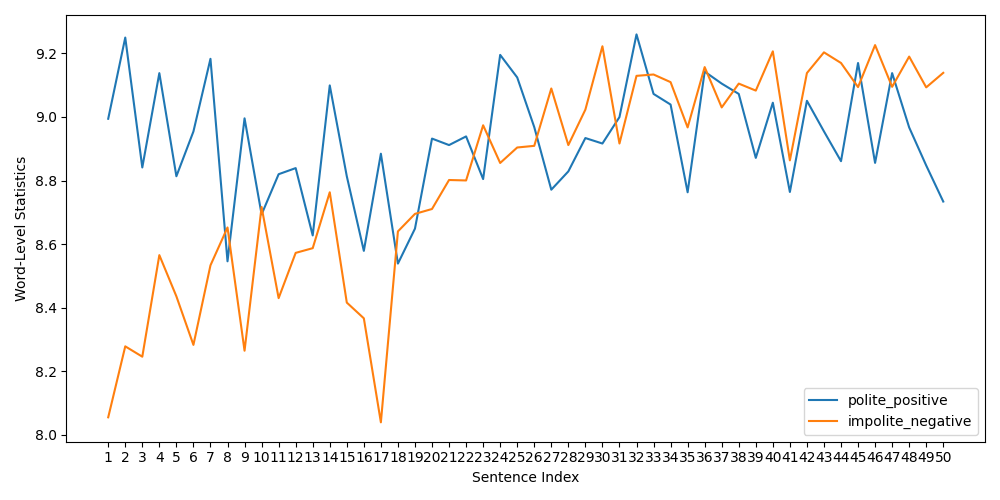 Word-Level Statistics
9.2
9.0
8.8
8.6
8.4
8.2
8.0
polite_positive
impolite_negative
1 2 3 4 5 6 7 8 9 10 11 12 13 14 15 16 17 18 19 20 21 22 23 24 25 26 27 28 29 30 31 32 33 34 35 36 37 38 39 40 41 42 43 44 45 46 47 48 49 50
Sentence Index